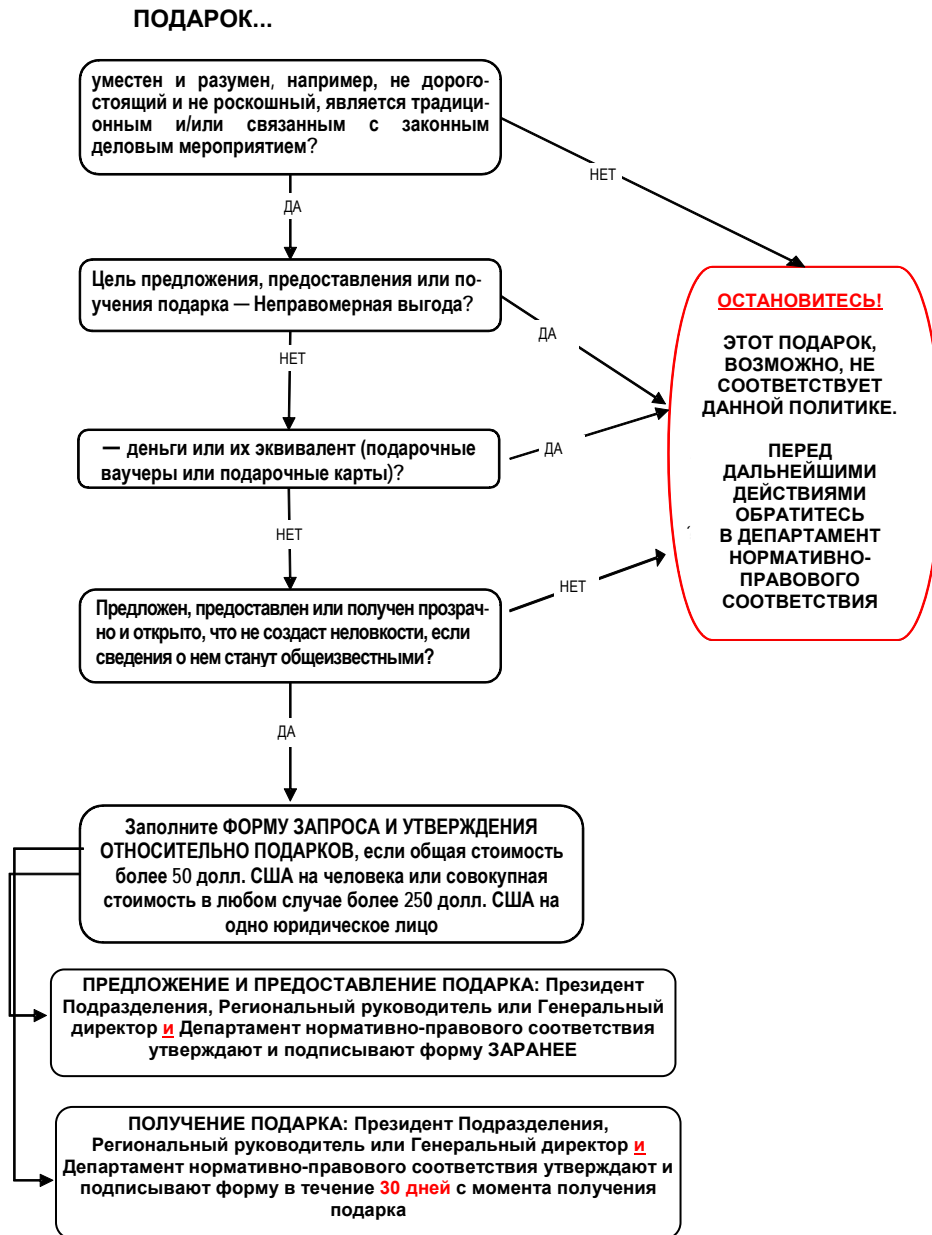 ПОДАРОК...
уместен и разумен, например, не дорого-
стоящий и не роскошный, является традици-
онным и/или связанным с законным
деловым мероприятием?
НЕТ
ДА
Цель предложения, предоставления или по-
лучения подарка — Неправомерная выгода?
ДА
НЕТ
— деньги или их эквивалент (подарочные
ваучеры или подарочные карты)?
ДА
НЕТ
Предложен, предоставлен или получен прозрач-
но и открыто, что не создаст неловкости, если
сведения о нем станут общеизвестными?
НЕТ
ДА
ОСТАНОВИТЕСЬ!
ЭТОТ ПОДАРОК,
ВОЗМОЖНО, НЕ
СООТВЕТСТВУЕТ
ДАННОЙ ПОЛИТИКЕ.
ПЕРЕД
ДАЛЬНЕЙШИМИ
ДЕЙСТВИЯМИ
ОБРАТИТЕСЬ
В ДЕПАРТАМЕНТ
НОРМАТИВНО-
ПРАВОВОГО
СООТВЕТСТВИЯ
Заполните ФОРМУ ЗАПРОСА И УТВЕРЖДЕНИЯ
ОТНОСИТЕЛЬНО ПОДАРКОВ, если общая стоимость
более 50 долл. США на человека или совокупная
стоимость в любом случае более 250 долл. США на
одно юридическое лицо
ПРЕДЛОЖЕНИЕ И ПРЕДОСТАВЛЕНИЕ ПОДАРКА: Президент
Подразделения, Региональный руководитель или Генеральный
директор и Департамент нормативно-правового соответствия
утверждают и подписывают форму ЗАРАНЕЕ
ПОЛУЧЕНИЕ ПОДАРКА: Президент Подразделения,
Региональный руководитель или Генеральный директор и
Департамент нормативно-правового соответствия утверждают и
подписывают форму в течение 30 дней с момента получения
подарка